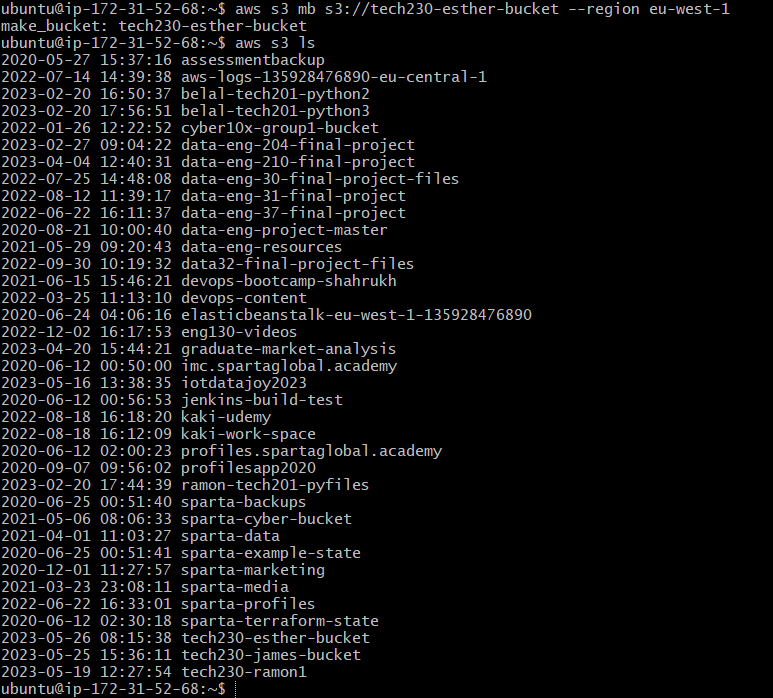 ubuntu@ip-172-31-52-68:~$ aws s3 mb s3://tech230-esther-bucket --region eu-west-1
make_bucket: tech230-esther-bucket
ubuntu@ip-172-31-52-68:~$ aws s3 ls
2020-05-27 15:37:16 assessmentbackup
2022-07-14 14:39:38 aws-logs-135928476890-eu-central-1
2023-02-20 16:50:37 belal-tech201-python2
2023-02-20 17:56:51 belal-tech201-python3
2022-01-26 12:22:52 cyber10x-group1-bucket
2023-02-27 09:04:22 data-eng-204-final-project
2023-04-04 12:40:31 data-eng-210-final-project
2022-07-25 14:48:08 data-eng-30-final-project-files
2022-08-12 11:39:17 data-eng-31-final-project
2022-06-22 16:11:37 data-eng-37-final-project
2020-08-21 10:00:40 data-eng-project-master
2021-05-29 09:20:43 data-eng-resources
2022-09-30 10:19:32 data32-final-project-files
2021-06-15 15:46:21 devops-bootcamp-shahrukh
2022-03-25 11:13:10 devops-content
2020-06-24 04:06:16 elasticbeanstalk-eu-west-1-135928476890
2022-12-02 16:17:53 eng130-videos
2023-04-20 15:44:21 graduate-market-analysis
2020-06-12 00:50:00 imc.spartaglobal.academy
2023-05-16 13:38:35 iotdatajoy2023
2020-06-12 00:56:53 jenkins-build-test
2022-08-18 16:18:20 kaki-udemy
2022-08-18 16:12:09 kaki-work-space
2020-06-12 02:00:23 profiles.spartaglobal.academy
2020-09-07 09:56:02 profilesapp2020
2023-02-20 17:44:39 ramon-tech201-pyfiles
2020-06-25 00:51:40 sparta-backups
2021-05-06 08:06:33 sparta-cyber-bucket
2021-04-01 11:03:27 sparta-data
2020-06-25 00:51:41 sparta-example-state
2020-12-01 11:27:57 sparta-marketing
2021-03-23 23:08:11 sparta-media
2022-06-22 16:33:01 sparta-profiles
2020-06-12 02:30:18 sparta-terraform-state
2023-05-26 08:15:38 tech230-esther-bucket
2023-05-25 15:36:11 tech230-james-bucket
2023-05-19 12:27:54 tech230-ramon1
ubuntu@ip-172-31-52-68:~$